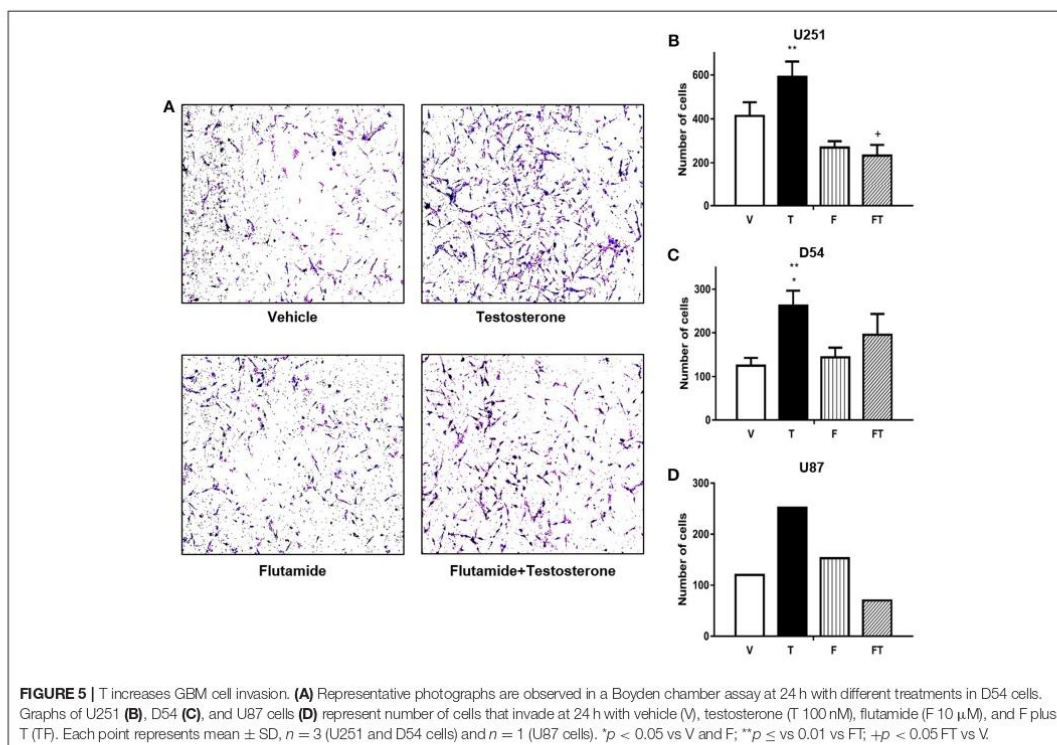 A
Vehicle
Testosterone
Flutamide
Flutamide+Testosterone
B
U251
**
+
Number of cells
600
400
200
0
V T F FT
C
D54
**
*
Number of cells
300
200
100
0
V T F FT
D
U87
Number of cells
300
200
100
0
V T F FT
FIGURE 5 | T increases GBM cell invasion. (A) Representative photographs are observed in a Boyden chamber assay at 24 h with different treatments in D54 cells.
Graphs of U251 (B), D54 (C), and U87 cells (D) represent number of cells that invade at 24 h with vehicle (V), testosterone (T 100 nM), flutamide (F 10 μM), and F plus
T (TF). Each point represents mean ± SD, n = 3 (U251 and D54 cells) and n = 1 (U87 cells). *p < 0.05 vs V and F; **p ≤ vs 0.01 vs FT; +p < 0.05 FT vs V.